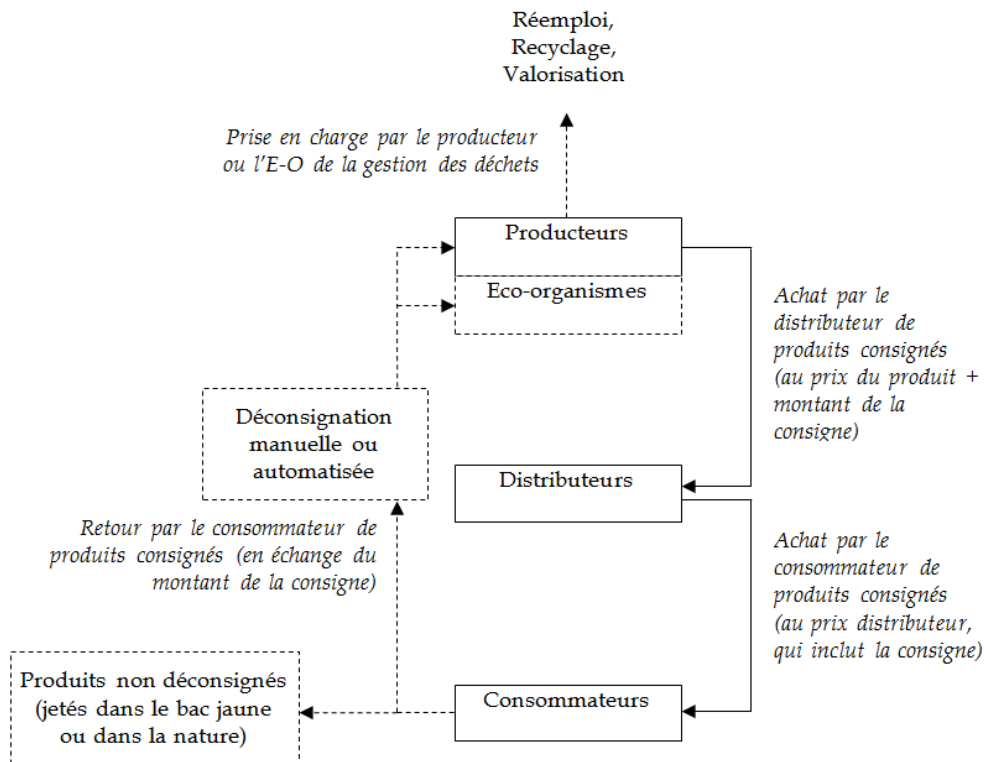 Réemploi,
Recyclage,
Valorisation
Prise en charge par le producteur
ou l'E-O de la gestion des déchets
Producteurs
Eco-organismes
Achat par le
distributeur de
produits consignés
(au prix du produit +
montant de la
consigne)
Déconsignation
manuelle ou
automatisée
Distributeurs
Retour par le consommateur de
produits consignés (en échange du
montant de la consigne)
Achat par le
consommateur de
produits consignés
(au prix distributeur,
qui inclut la consigne)
Produits non déconsignés
(jetés dans le bac jaune
ou dans la nature)
Consommateurs